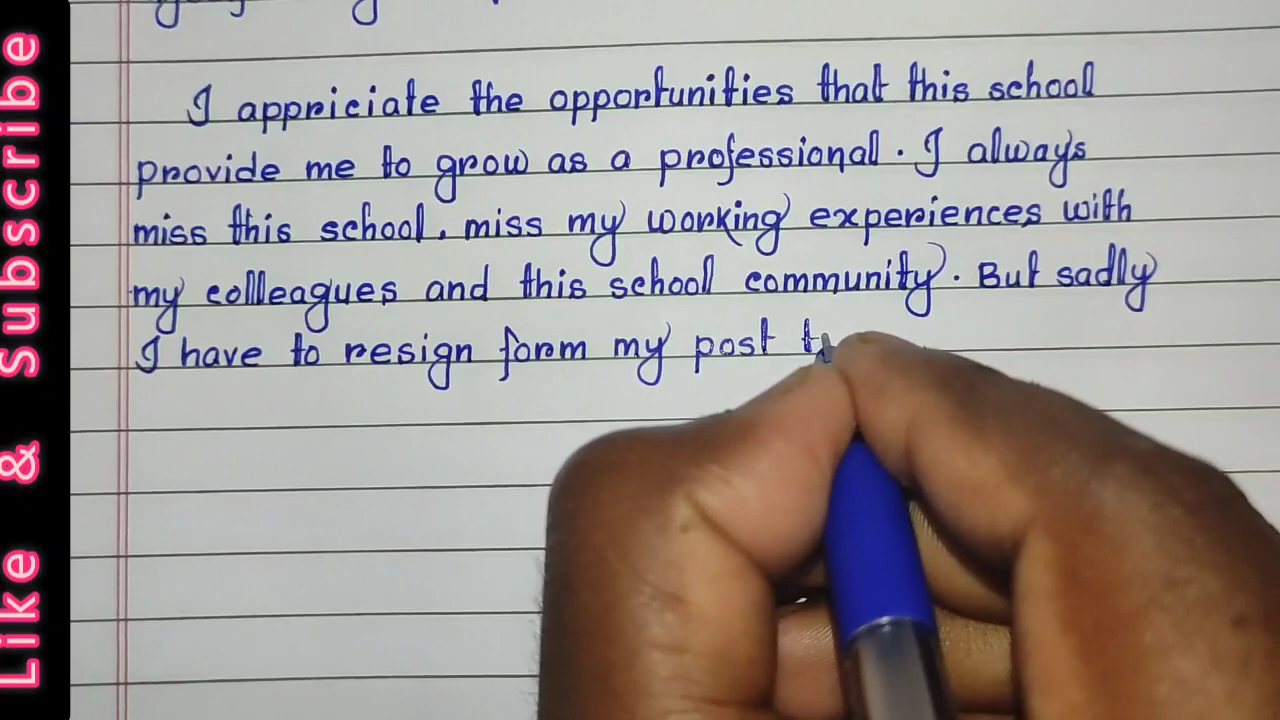 Like & Subscribe
I appriciate the opportunities that this school
provide me to grow as a professional. I always
miss this school. miss my working experiences with
my colleagues and this school community. But sadly
I have to resign form my post